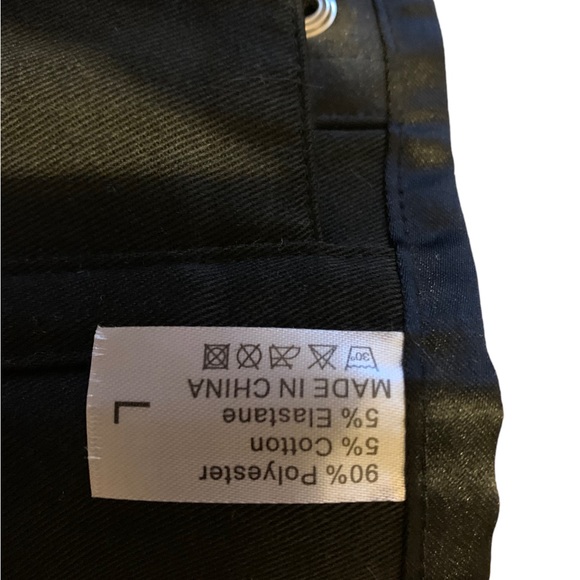 90% Polyester
5% Cotton
5% Elastane
MADE IN CHINA
30°
L